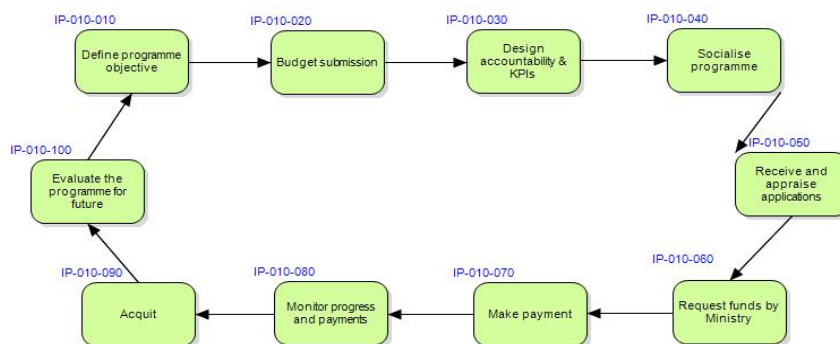 IP-010-010
Define programme
objective
IP-010-020
Budget submission
IP-010-030
Design
accountability &
KPIs
IP-010-040
Socialise
programme
IP-010-050
Receive and
appraise
applications
IP-010-060
Request funds by
Ministry
IP-010-070
Make payment
IP-010-080
Monitor progress
and payments
IP-010-090
Acquit
IP-010-100
Evaluate the
programme for
future